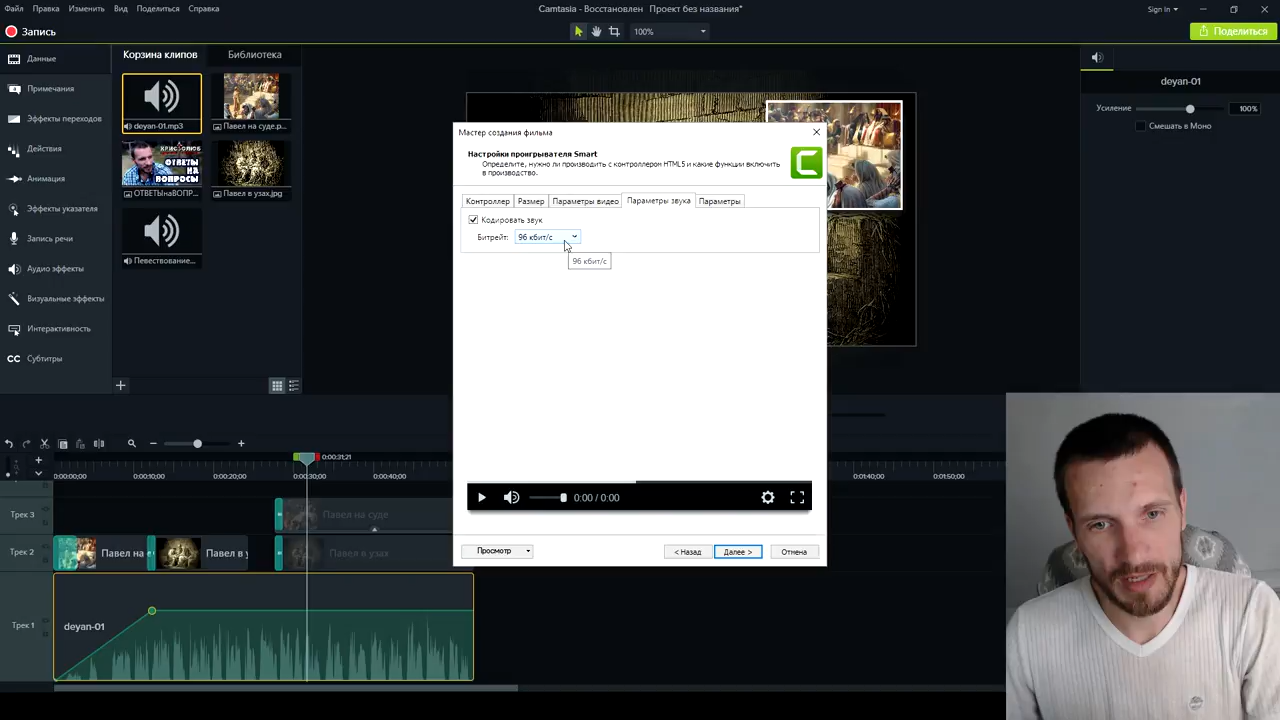 Файл Правка Изменить Вид Поделиться Справка
Camtasia - Восстановлен Проект без названия*
Sign In
Запись
100%
Поделиться
Данные
Примечания
Эффекты переходов
Действия
Анимация
Эффекты указателя
Запись речи
Аудио эффекты
Визуальные эффекты
Интерактивность
CC Субтитры
Корзина клипов Библиотека
deyan-01.mp3
Павел на суде.р...
КРИСТОЛЮБ
ОТВЕТЫ
НА
ВОПРОСЫ
ОТВЕТЫнаВОПР...
Павел в узах.jpg
Певествование...
Мастер создания фильма
Настройки проигрывателя Smart
Определите, нужно ли производить с контроллером HTML5 и какие функции включить
в производство.
Контроллер Размер Параметры видео Параметры звука Параметры
Кодировать звук
Битрейт: 96 кбит/с
96 кбит/с
0:00 / 0:00
Просмотр
< Назад Далее > Отмена
deyan-01
Усиление 100%
Смешать в Моно
0:00:31;21
0:00:00;00 0:00:10;00 0:00:20;00 0:00:30;00 0:00:40;00 0:01:40;00 0:01:50;00
Трек 3
Павел на суде
Трек 2
Павел на
Павел в у
Павел в узах
Трек 1
deyan-01